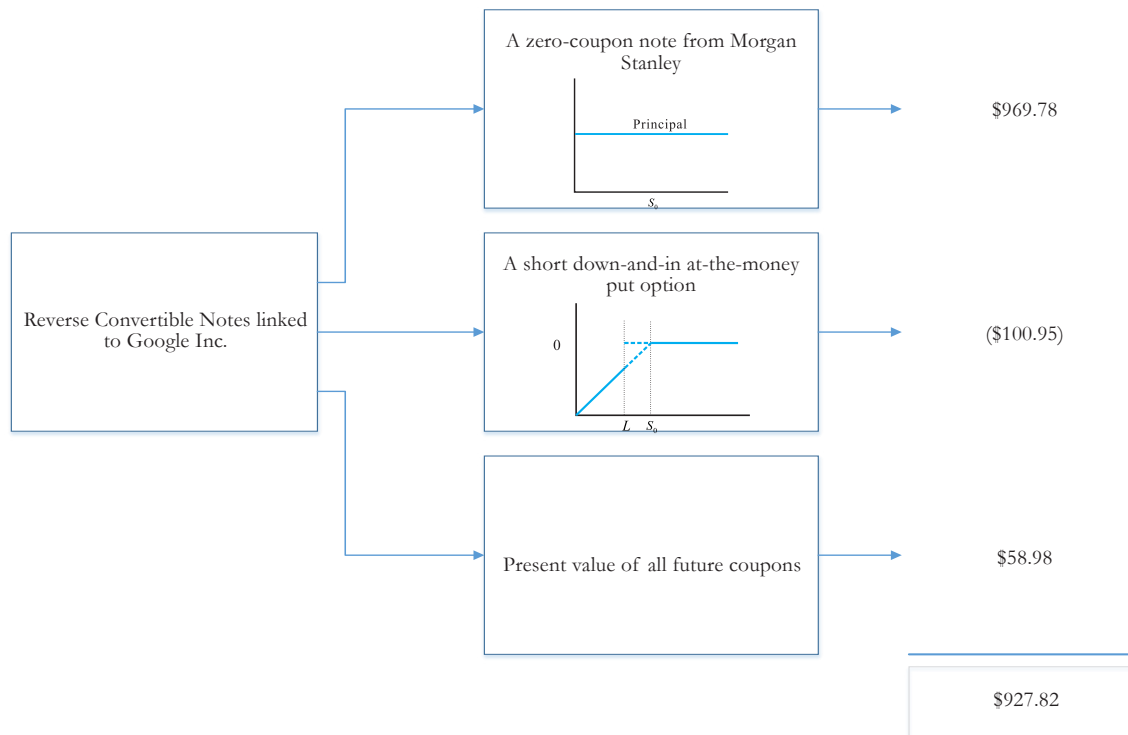 A zero-coupon note from Morgan
Stanley
Principal
S₀
$969.78
Reverse Convertible Notes linked
to Google Inc.
A short down-and-in at-the-money
put option
0
L S₀
($100.95)
Present value of all future coupons
$58.98
$927.82